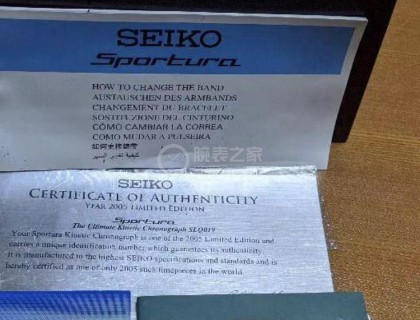 SEIKO
Sportura
HOW TO CHANGE THE BAND
AUSTAUSCHEN DES ARMBANDS
CHANGEMENT DU BRACELET
SOSTITUZIONE DEL CINTURINO
CÓMO CAMBIAR LA CORREA
COMO MUDAR A PULSEIRA
如何更換錶帶
كيفية تغيير السير
腕表之家
SEIKO
CERTIFICATE OF AUTHENTICITY
YEAR 2005 LIMITED EDITION
Sportura
The Ultimate Kinetic Chronograph SLQ019
Your Sportura Kinetic Chronograph is one of the 2005 Limited Edition and
carries a unique identification number which guarantees its authenticity.
It is manufactured to the highest SEIKO specifications and standards and is
hereby certified as one of only 2005 such timepieces in the world.